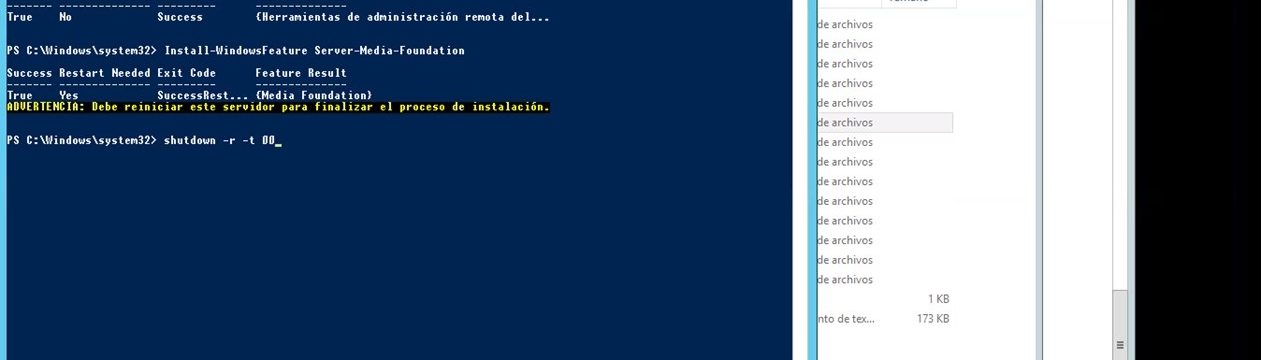 True No Success {Herramientas de administración remota del...
PS C:\Windows\system32> Install-WindowsFeature Server-Media-Foundation
Success Restart Needed Exit Code Feature Result
------- -------------- --------- --------------
True Yes SuccessRest... {Media Foundation}
ADVERTENCIA: Debe reiniciar este servidor para finalizar el proceso de instalación.
PS C:\Windows\system32> shutdown -r -t 00_
de archivos
de archivos
de archivos
de archivos
de archivos
de archivos
de archivos
de archivos
de archivos
de archivos
de archivos
de archivos
de archivos
de archivos
1 KB
nto de tex... 173 KB